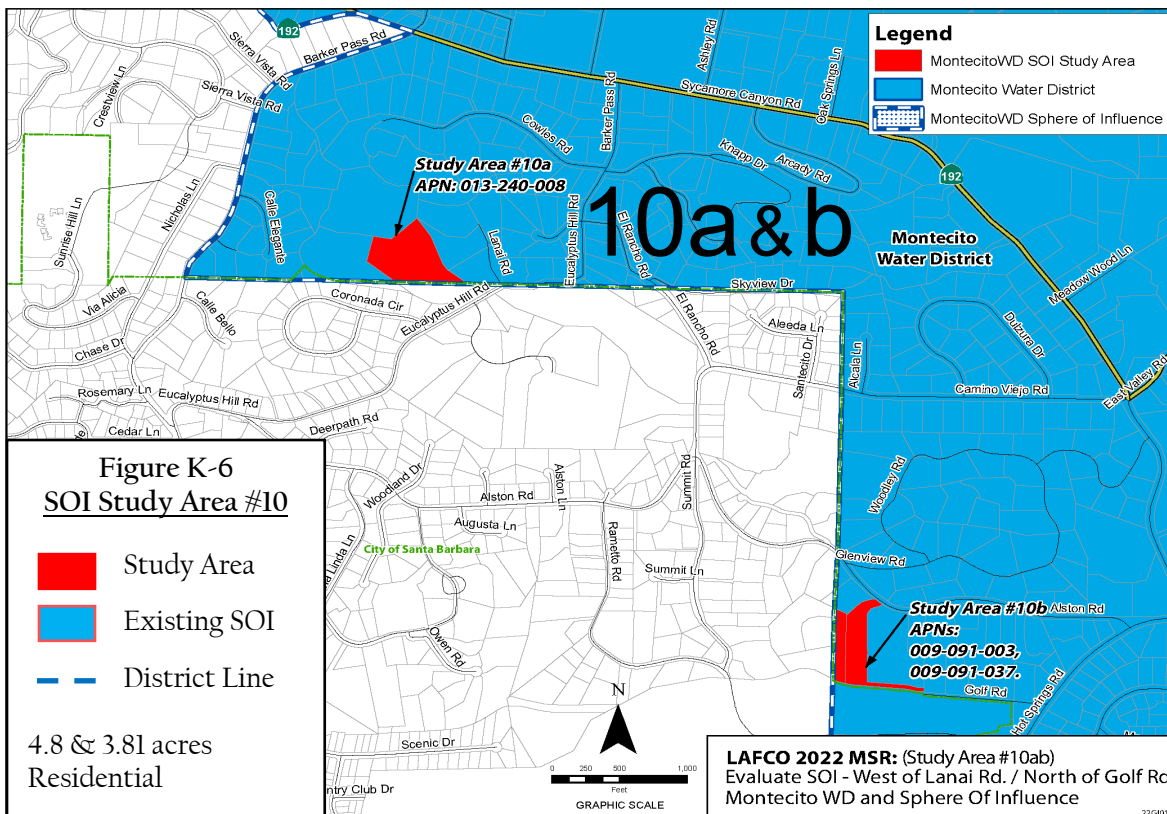 192
Barker Pass Rd
Sierra Vista Rd
Sierra Vista Rd
Crestview Ln
Ashley Rd
Oak Springs Ln
Sycamore Canyon Rd
Barker Pass Rd
Cowles Rd
Knapp Dr
Arcady Rd
Legend
MontecitoWD SOI Study Area
Montecito Water District
MontecitoWD Sphere of Influence
192
Study Area #10a
APN: 013-240-008
10a & b
Montecito
Water District
Nicholas Ln
Sunrise Hill Ln
Calle Elegante
Lanai Rd
Eucalyptus Hill Rd
El Rancho Rd
Meadow Wood Ln
Skyview Dr
Via Alicia
Calle Bello
Coronada Cir
Eucalyptus Hill Rd
El Rancho Rd
Aleeda Ln
Santecito Dr
Alcala Ln
Dulzura Dr
Chase Dr
Rosemary Ln
Eucalyptus Hill Rd
Camino Viejo Rd
East Valley Rd
Cedar Ln
Deerpath Rd
Figure K-6
SOI Study Area #10
Study Area
Existing SOI
District Line
4.8 & 3.81 acres
Residential
Woodland Dr
Alston Rd
Alston Ln
Summit Rd
Woodley Rd
Augusta Ln
City of Santa Barbara
Rametto Rd
Glenview Rd
Summit Ln
a Linda Ln
Owen Rd
Study Area #10b
APNs:
009-091-003,
009-091-037.
Alston Rd
Golf Rd
Hot Springs Rd
N
Scenic Dr
ntry Club Dr
0 250 500 1,000
Feet
GRAPHIC SCALE
LAFCO 2022 MSR: (Study Area #10ab)
Evaluate SOI - West of Lanai Rd. / North of Golf Rd
Montecito WD and Sphere Of Influence